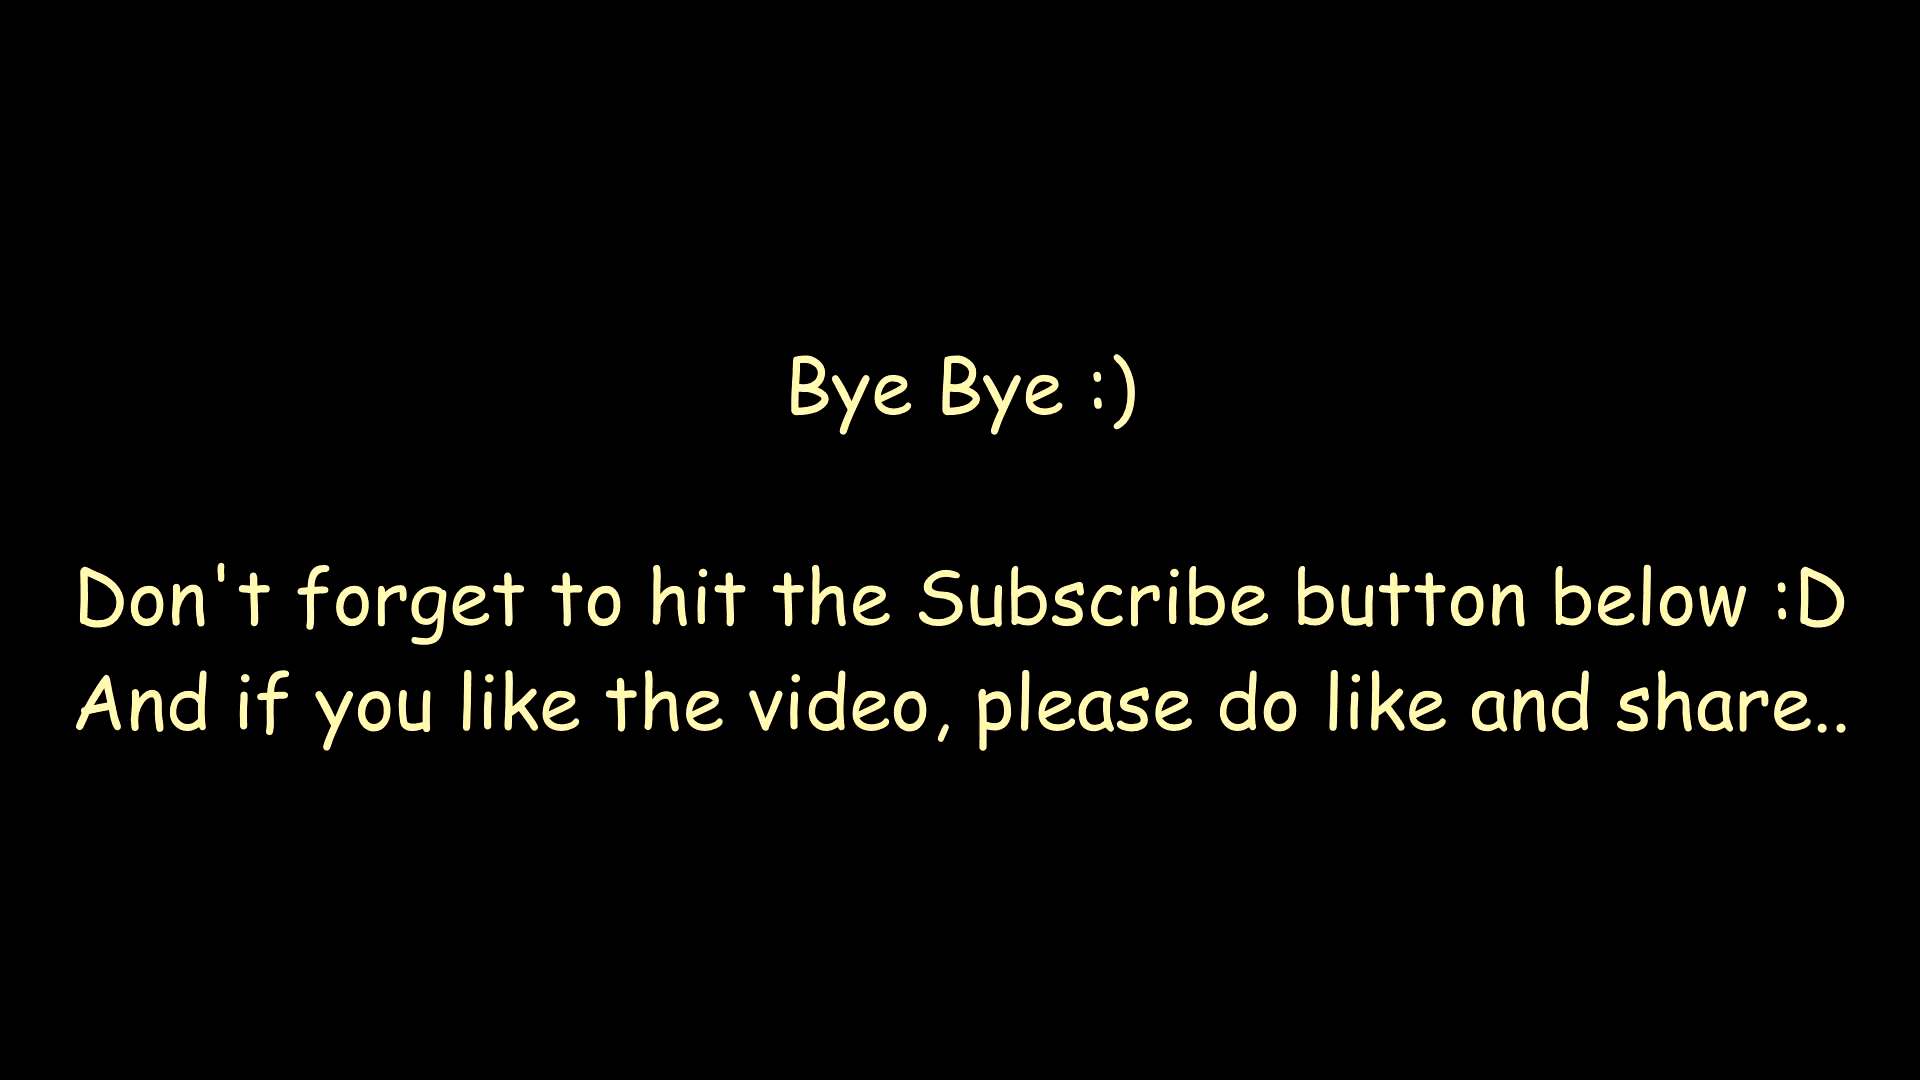 Bye Bye :)
Don't forget to hit the Subscribe button below :D
And if you like the video, please do like and share..